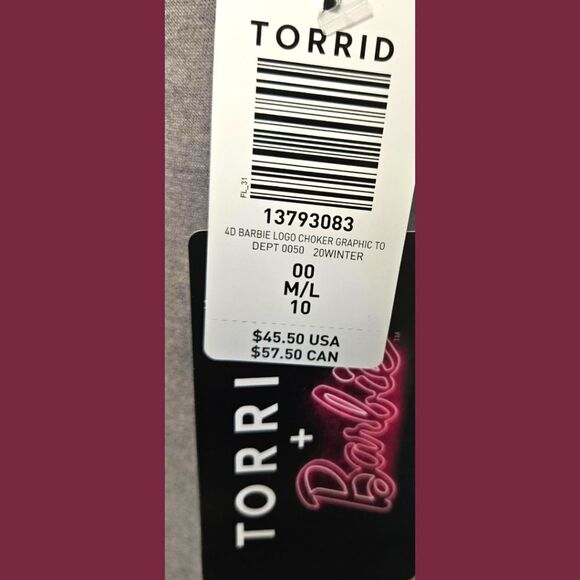 TORRID
FL_31
13793083
4D BARBIE LOGO CHOKER GRAPHIC TO
DEPT 0050 20WINTER
00
M/L
10
$45.50 USA
$57.50 CAN
TORRI
+
Barbie™